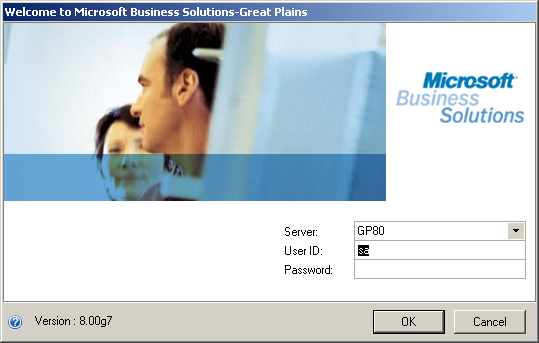 Welcome to Microsoft Business Solutions-Great Plains
Microsoft
Business
Solutions
Server: GP80
User ID: sa
Password:
Version : 8.00g7
OK Cancel